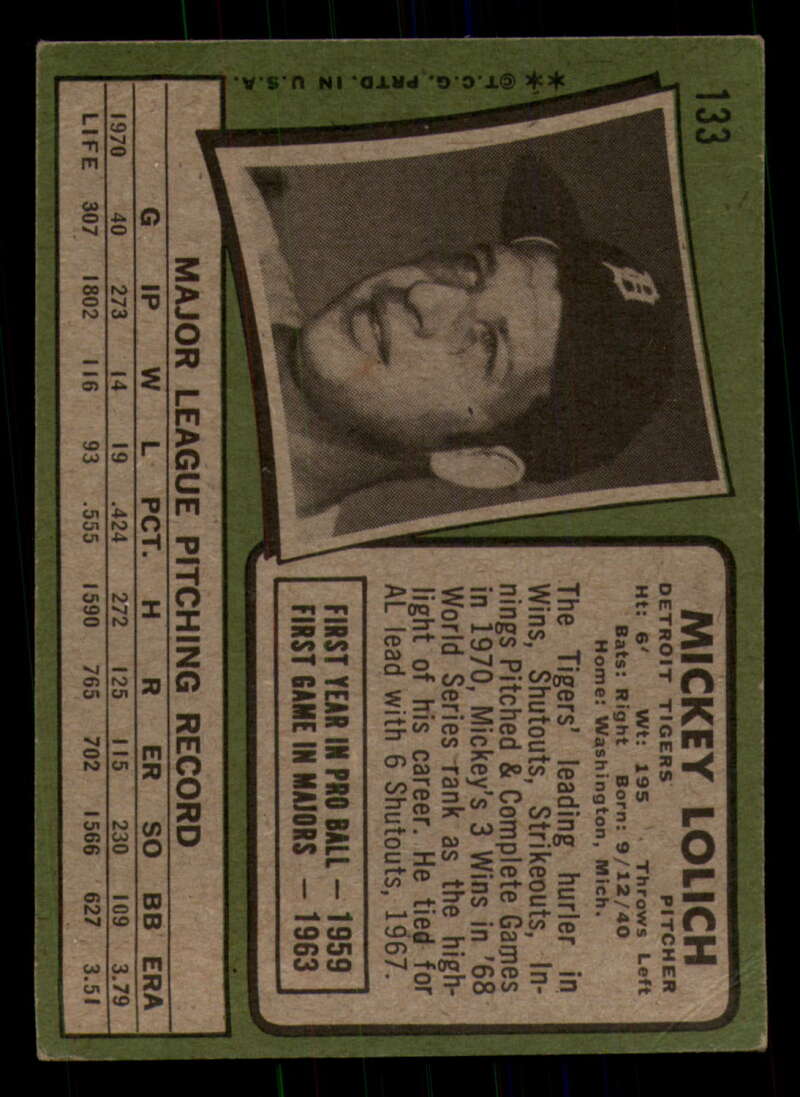 133
**©T.C.G. PRTD. IN U.S.A.
MICKEY LOLICH
DETROIT TIGERS PITCHER
Ht: 6' Wt: 195 Throws Left
Bats: Right Born: 9/12/40
Home: Washington, Mich.
The Tigers' leading hurler in
Wins, Shutouts, Strikeouts, In-
nings Pitched & Complete Games
in 1970, Mickey's 3 Wins in '68
World Series rank as the high-
light of his career. He tied for
AL lead with 6 Shutouts, 1967.
FIRST YEAR IN PRO BALL — 1959
FIRST GAME IN MAJORS — 1963
MAJOR LEAGUE PITCHING RECORD
G IP W L PCT. H R ER SO BB ERA
1970 40 273 14 19 .424 272 125 115 230 109 3.79
LIFE 307 1802 116 93 .555 1590 765 702 1566 627 3.51